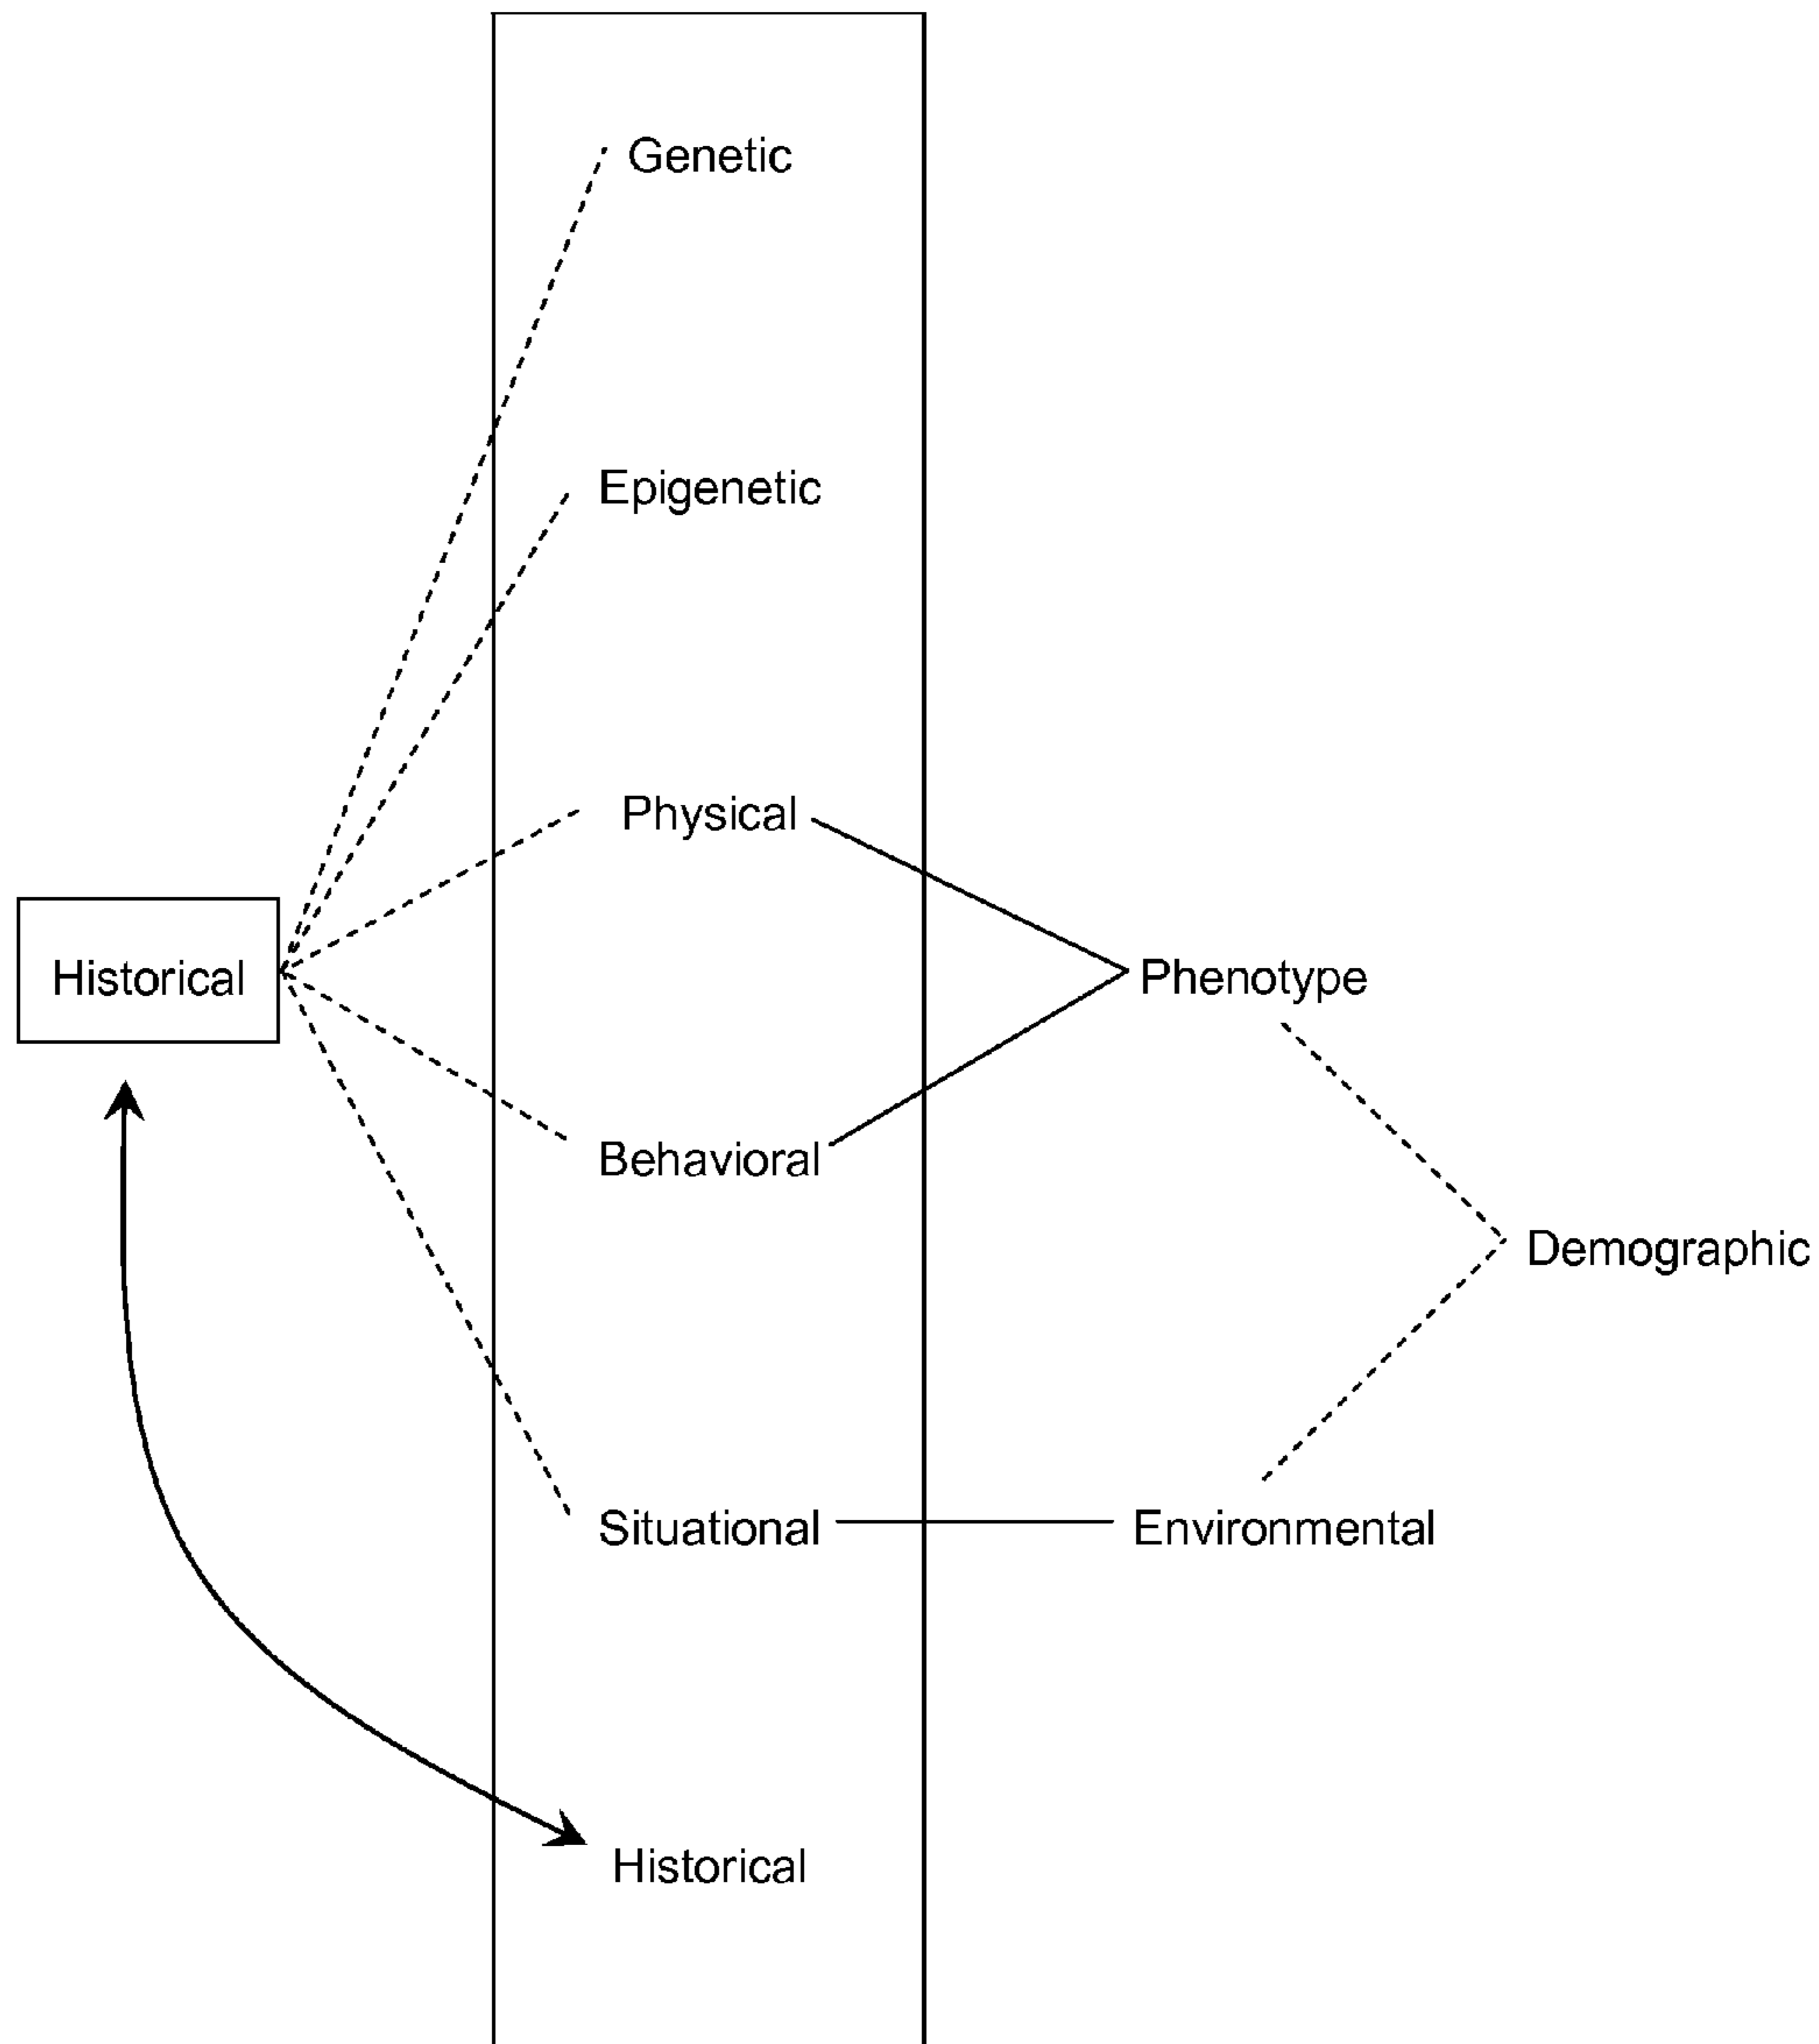 Genetic
Epigenetic
Physical
Historical
Phenotype
Behavioral
Demographic
Situational
Environmental
Historical